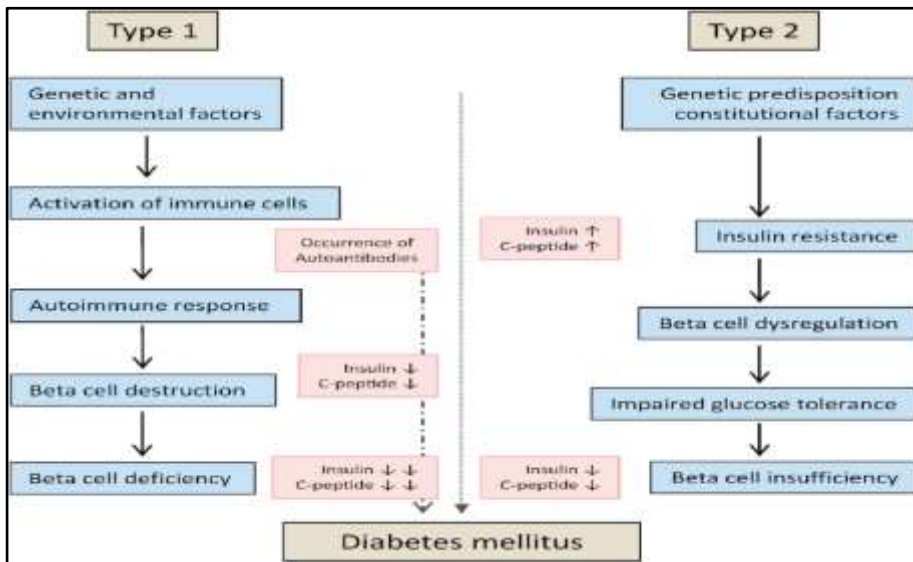 Type 1
Genetic and
environmental factors
Activation of immune cells
Occurrence of
Autoantibodies
Autoimmune response
Insulin ↓
C-peptide ↓
Beta cell destruction
Insulin ↓ ↓
C-peptide ↓ ↓
Beta cell deficiency
Type 2
Genetic predisposition
constitutional factors
Insulin ↑
C-peptide ↑
Insulin resistance
Beta cell dysregulation
Impaired glucose tolerance
Insulin ↓
C-peptide ↓
Beta cell insufficiency
Diabetes mellitus